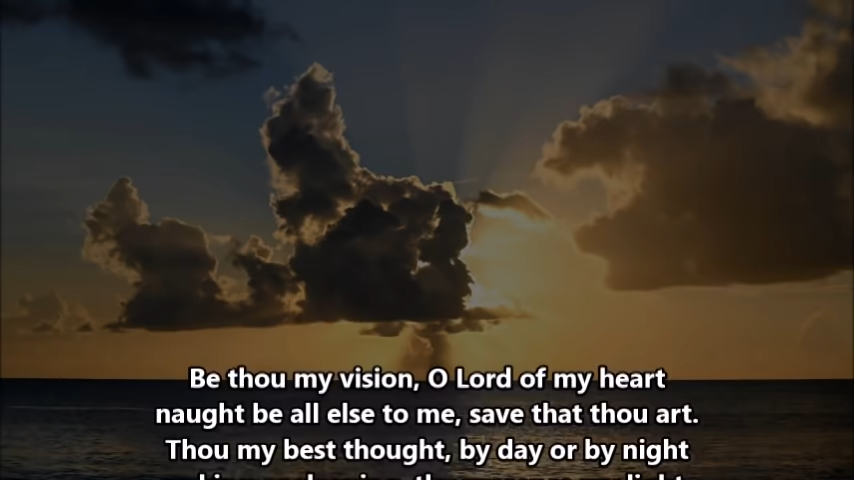 Be thou my vision, O Lord of my heart
naught be all else to me, save that thou art.
Thou my best thought, by day or by night